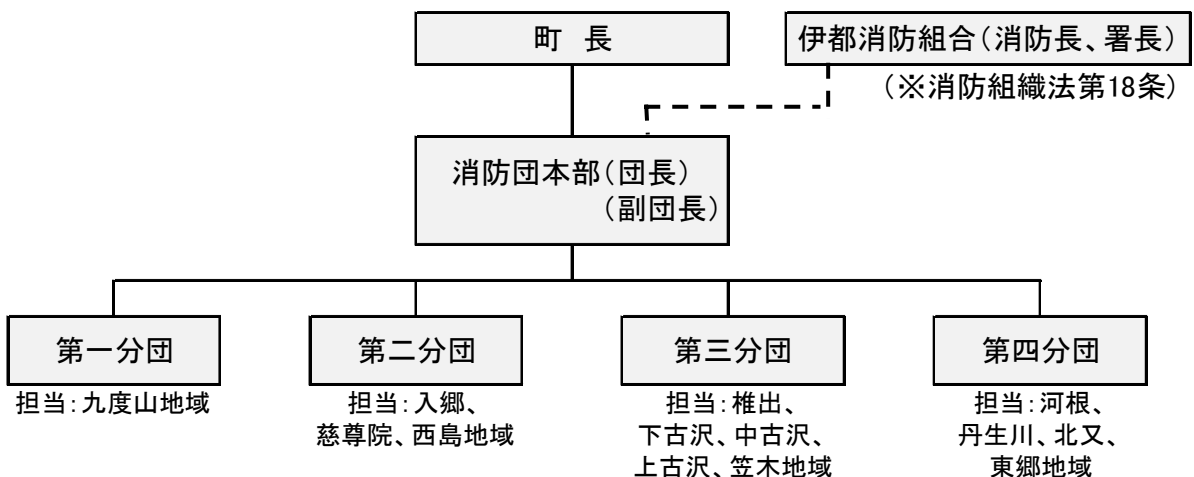 町 長
伊都消防組合(消防長、署長)
(※消防組織法第18条)
消防団本部(団長)
(副団長)
第一分団
担当:九度山地域
第二分団
担当:入郷、
慈尊院、西島地域
第三分団
担当:椎出、
下古沢、中古沢、
上古沢、笠木地域
第四分団
担当:河根、
丹生川、北又、
東郷地域